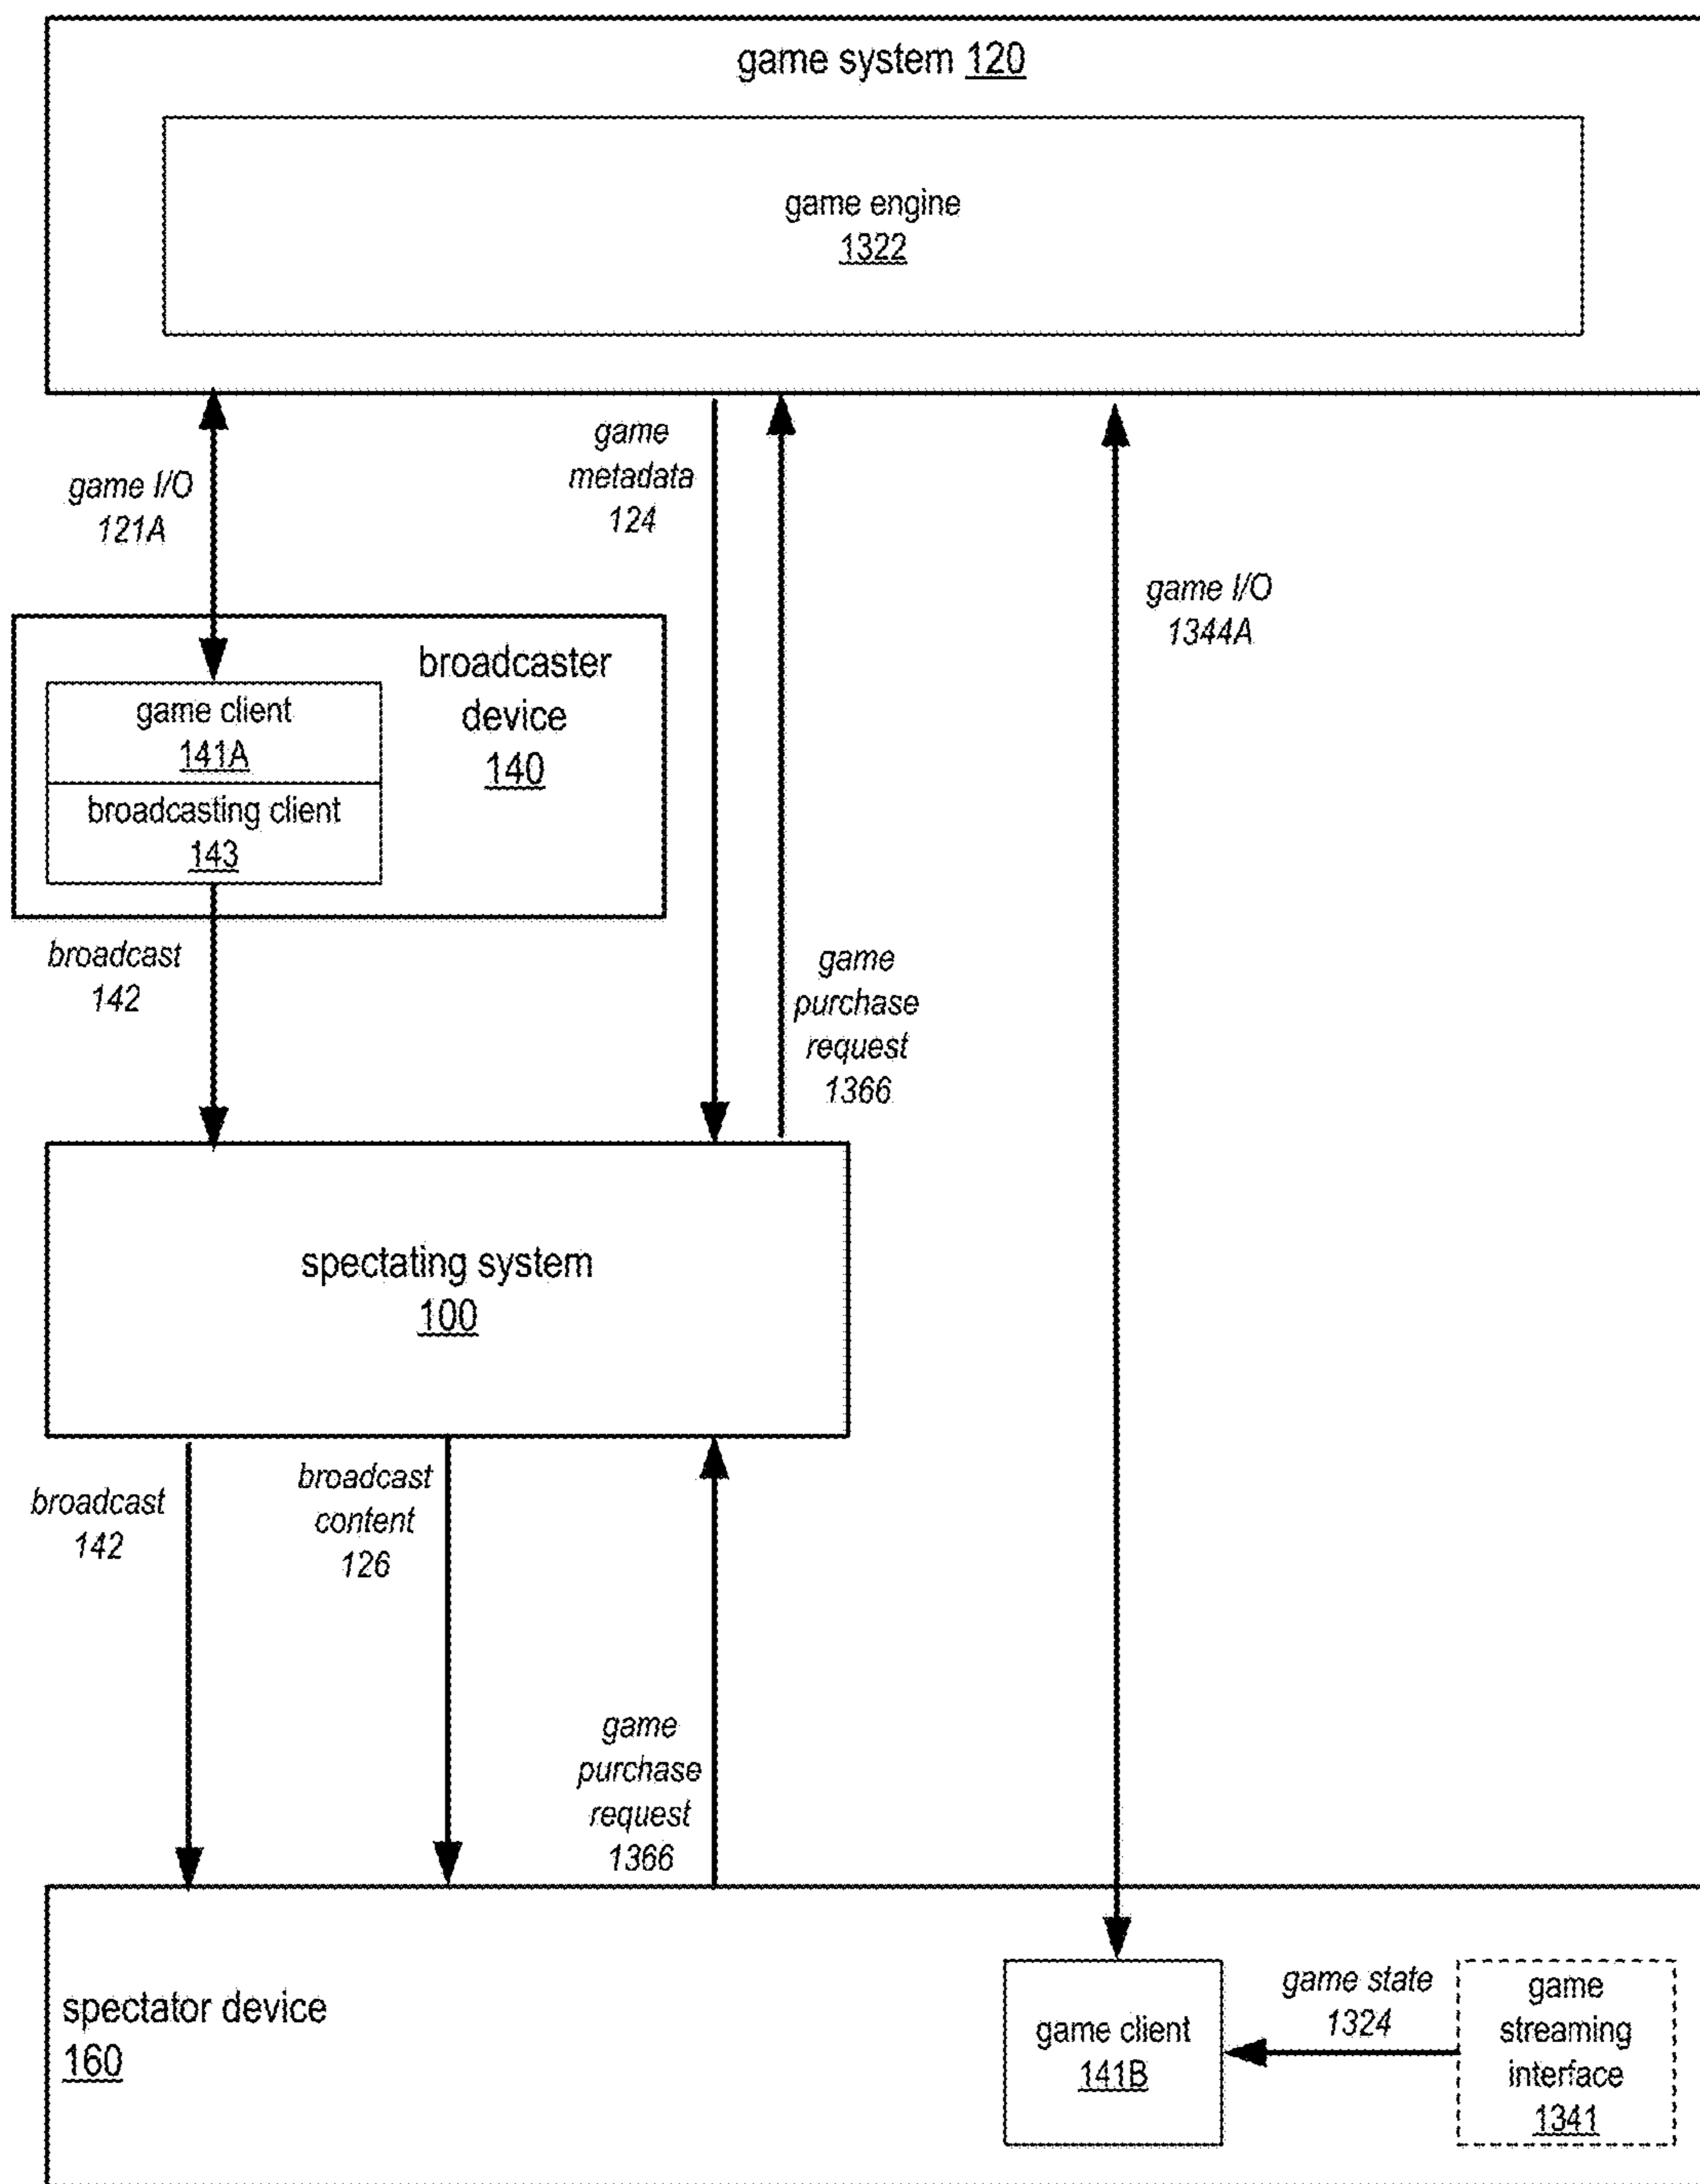 game system 120
game engine
1322
game I/O
121A
game
metadata
124
game I/O
1344A
broadcaster
device
140
game client
141A
broadcasting client
143
broadcast
142
game
purchase
request
1366
spectating system
100
broadcast
142
broadcast
content
126
game
purchase
request
1366
spectator device
160
game client
141B
game state
1324
game
streaming
interface
1341